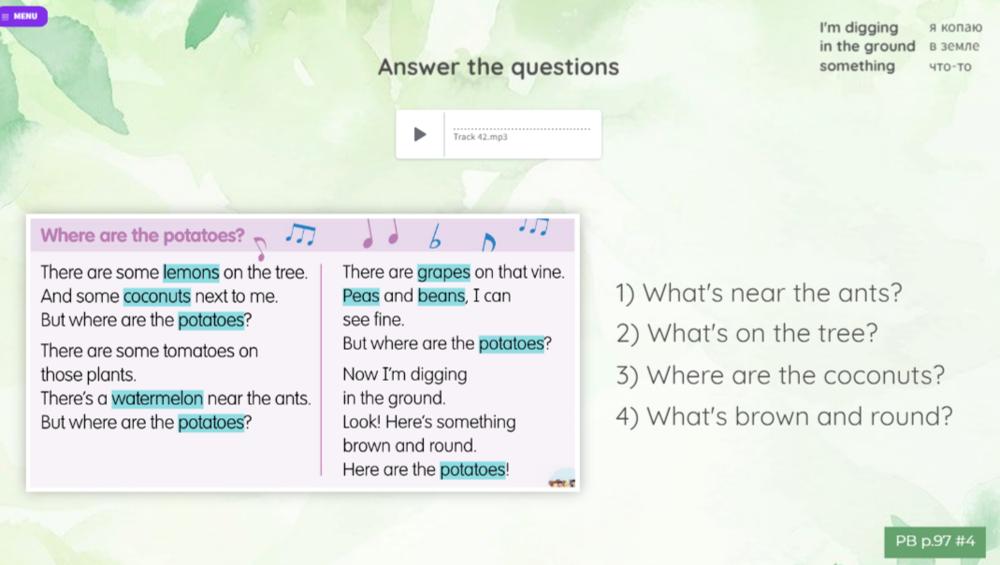 MENU
I'm digging я копаю
in the ground в земле
something что-то
Answer the questions
Track 42.mp3
Where are the potatoes?
There are some lemons on the tree.
And some coconuts next to me.
But where are the potatoes?
There are some tomatoes on
those plants.
There's a watermelon near the ants.
But where are the potatoes?
There are grapes on that vine.
Peas and beans, I can
see fine.
But where are the potatoes?
Now I'm digging
in the ground.
Look! Here's something
brown and round.
Here are the potatoes!
1) What's near the ants?
2) What's on the tree?
3) Where are the coconuts?
4) What's brown and round?
PB p.97 #4